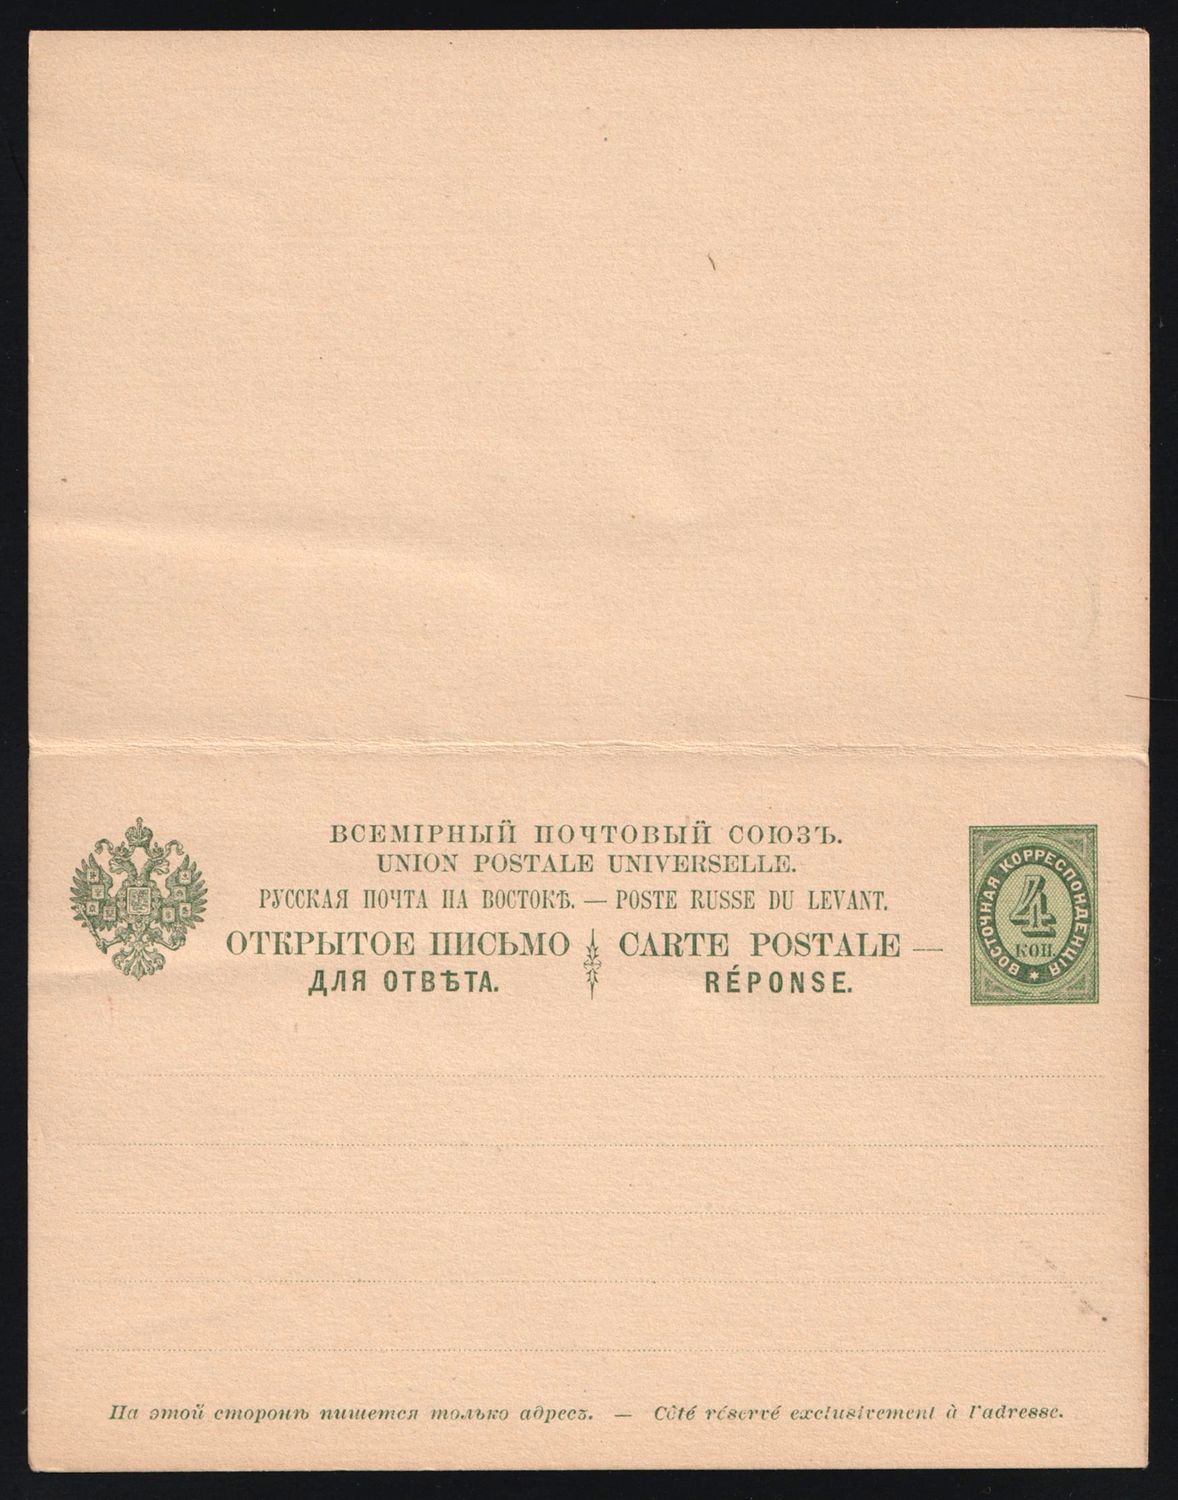 ВСЕМІРНЫЙ ПОЧТОВЫЙ СОЮЗЪ.
UNION POSTALE UNIVERSELLE.
РУССКАЯ ПОЧТА НА ВОСТОКѢ. — POSTE RUSSE DU LEVANT.
ОТКРЫТОЕ ПИСЬМО CARTE POSTALE —
ДЛЯ ОТВѢТА. RÉPONSE.
ВОСТОЧНАЯ КОРРЕСПОНДЕНЦІЯ
4
КОП
На этой сторонѣ пишется только адресъ. — Côté réservé exclusivement à l'adresse.